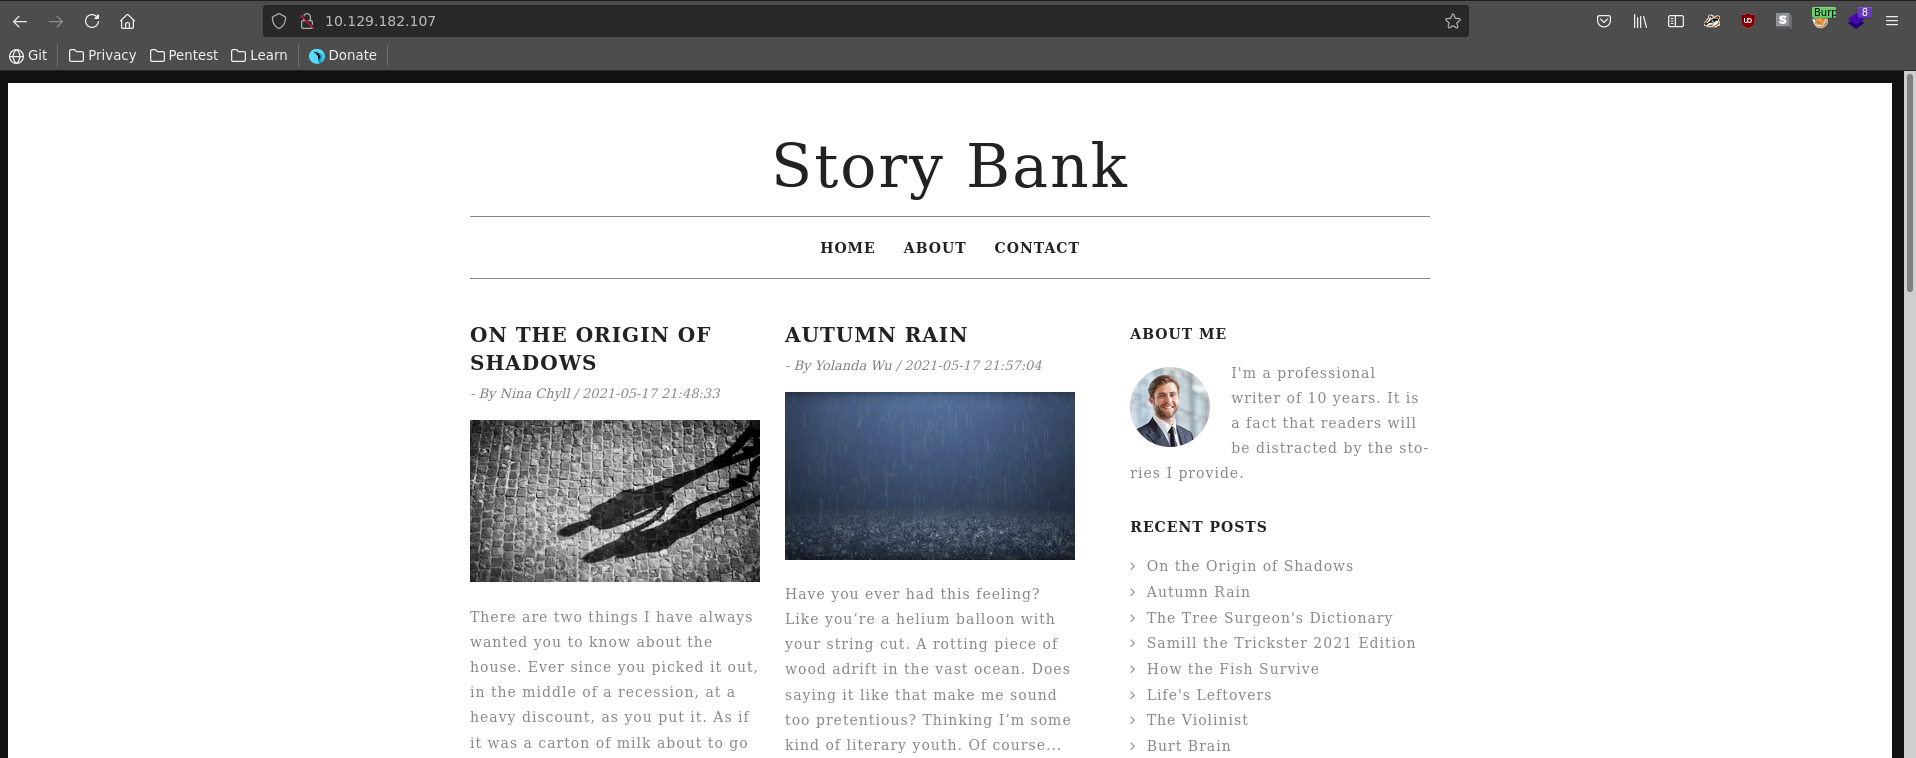 10.129.182.107
Burp
8
Git
Privacy
Pentest
Learn
Donate
Story Bank
HOME
ABOUT
CONTACT
ON THE ORIGIN OF
SHADOWS
- By Nina Chyll / 2021-05-17 21:48:33
There are two things I have always
wanted you to know about the
house. Ever since you picked it out,
in the middle of a recession, at a
heavy discount, as you put it. As if
it was a carton of milk about to go
AUTUMN RAIN
- By Yolanda Wu / 2021-05-17 21:57:04
Have you ever had this feeling?
Like you’re a helium balloon with
your string cut. A rotting piece of
wood adrift in the vast ocean. Does
saying it like that make me sound
too pretentious? Thinking I’m some
kind of literary youth. Of course...
ABOUT ME
I'm a professional
writer of 10 years. It is
a fact that readers will
be distracted by the sto-
ries I provide.
RECENT POSTS
On the Origin of Shadows
Autumn Rain
The Tree Surgeon's Dictionary
Samill the Trickster 2021 Edition
How the Fish Survive
Life's Leftovers
The Violinist
Burt Brain